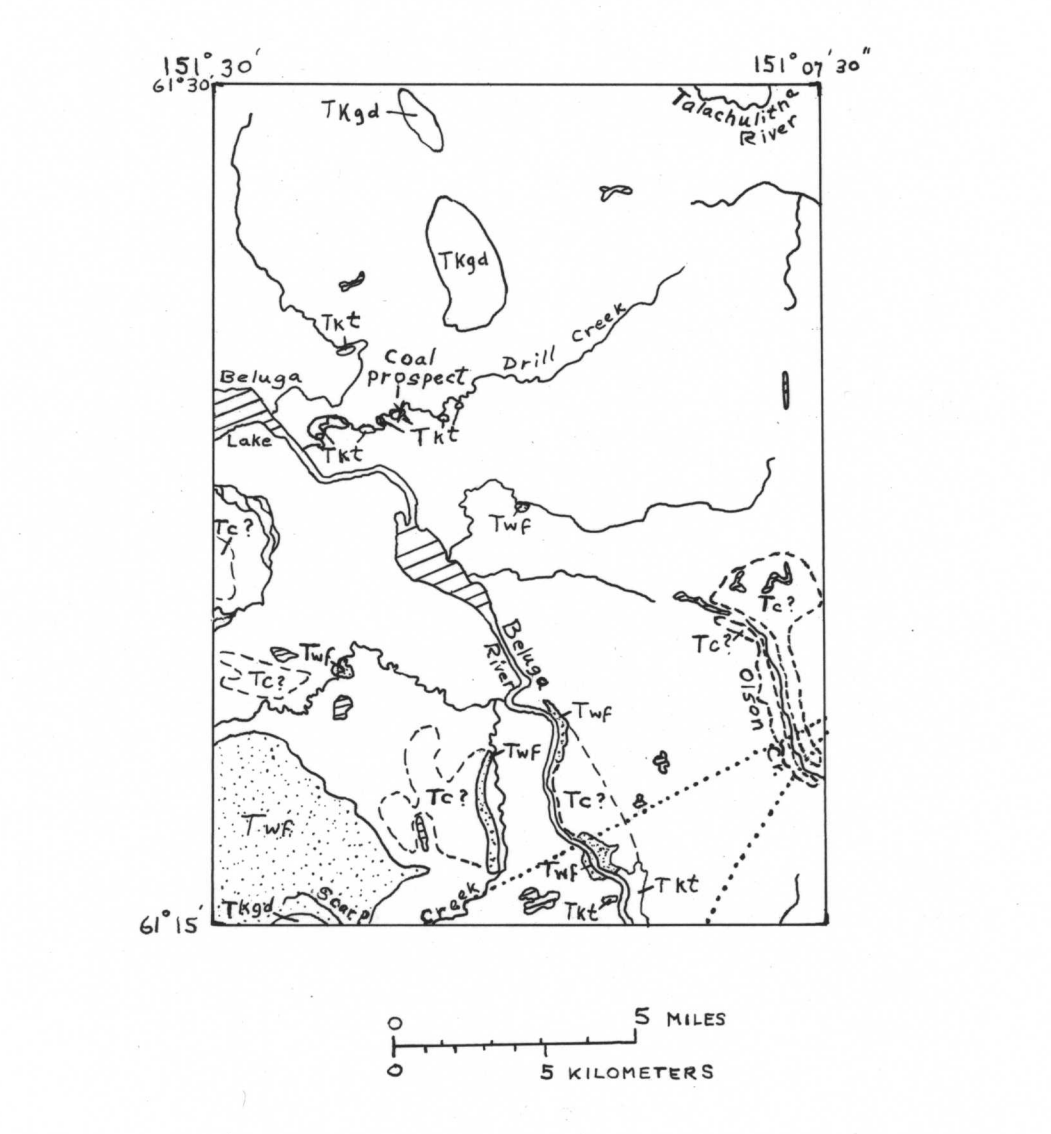 151° 30'
151° 07' 30"
61° 30'
TKgd
Talachulitna
River
TKgd
Tkt
Coal
prospect
Drill Creek
Beluga
Lake
Tkt
Tkt
Twf
Tc?
Tc?
Tc?
Beluga
River
Twf
Tc?
Olson
Cr
Twf
Twf
Tc?
Tc?
Twf
Twf
Tkt
Tkt
TKgd
Scarp
Creek
61° 15'
0
5 MILES
0
5 KILOMETERS